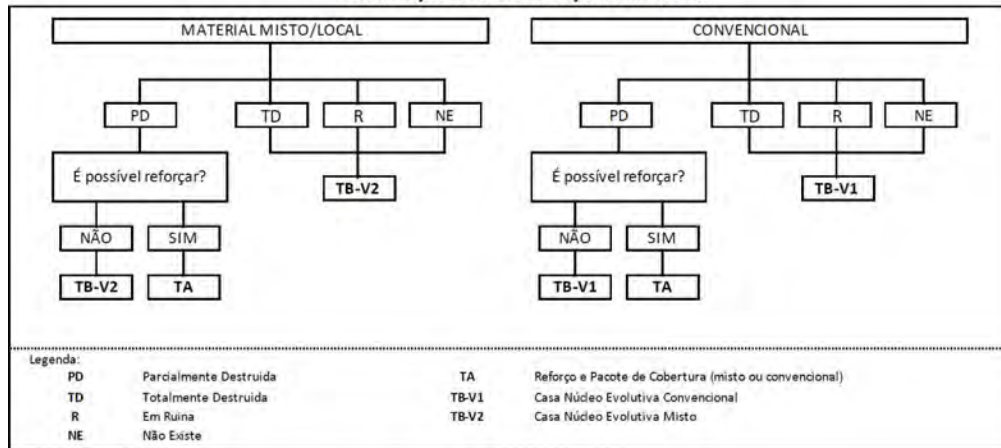 MATERIAL MISTO/LOCAL
CONVENCIONAL
PD
TD
R
NE
PD
TD
R
NE
É possível reforçar?
TB-V2
É possível reforçar?
TB-V1
NÃO
SIM
NÃO
SIM
TB-V2
TA
TB-V1
TA
Legenda:
PD Parcialmente Destruida TA Reforço e Pacote de Cobertura (misto ou convencional)
TD Totalmente Destruida TB-V1 Casa Núcleo Evolutiva Convencional
R Em Ruina TB-V2 Casa Núcleo Evolutiva Misto
NE Não Existe